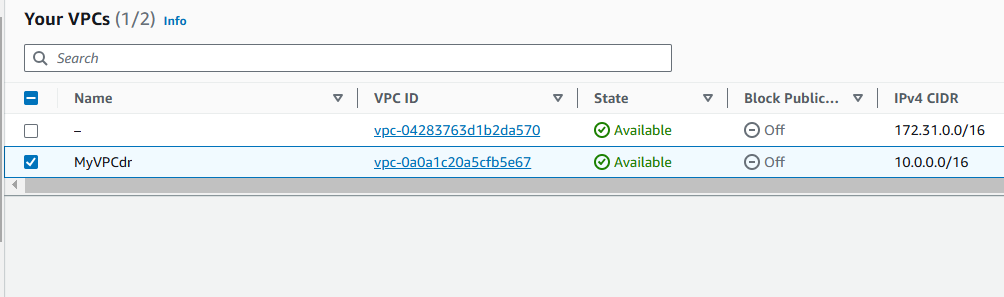 Your VPCs (1/2) Info
Search
Name VPC ID State Block Public... IPv4 CIDR
– vpc-04283763d1b2da570 Available Off 172.31.0.0/16
MyVPCdr vpc-0a0a1c20a5cfb5e67 Available Off 10.0.0.0/16